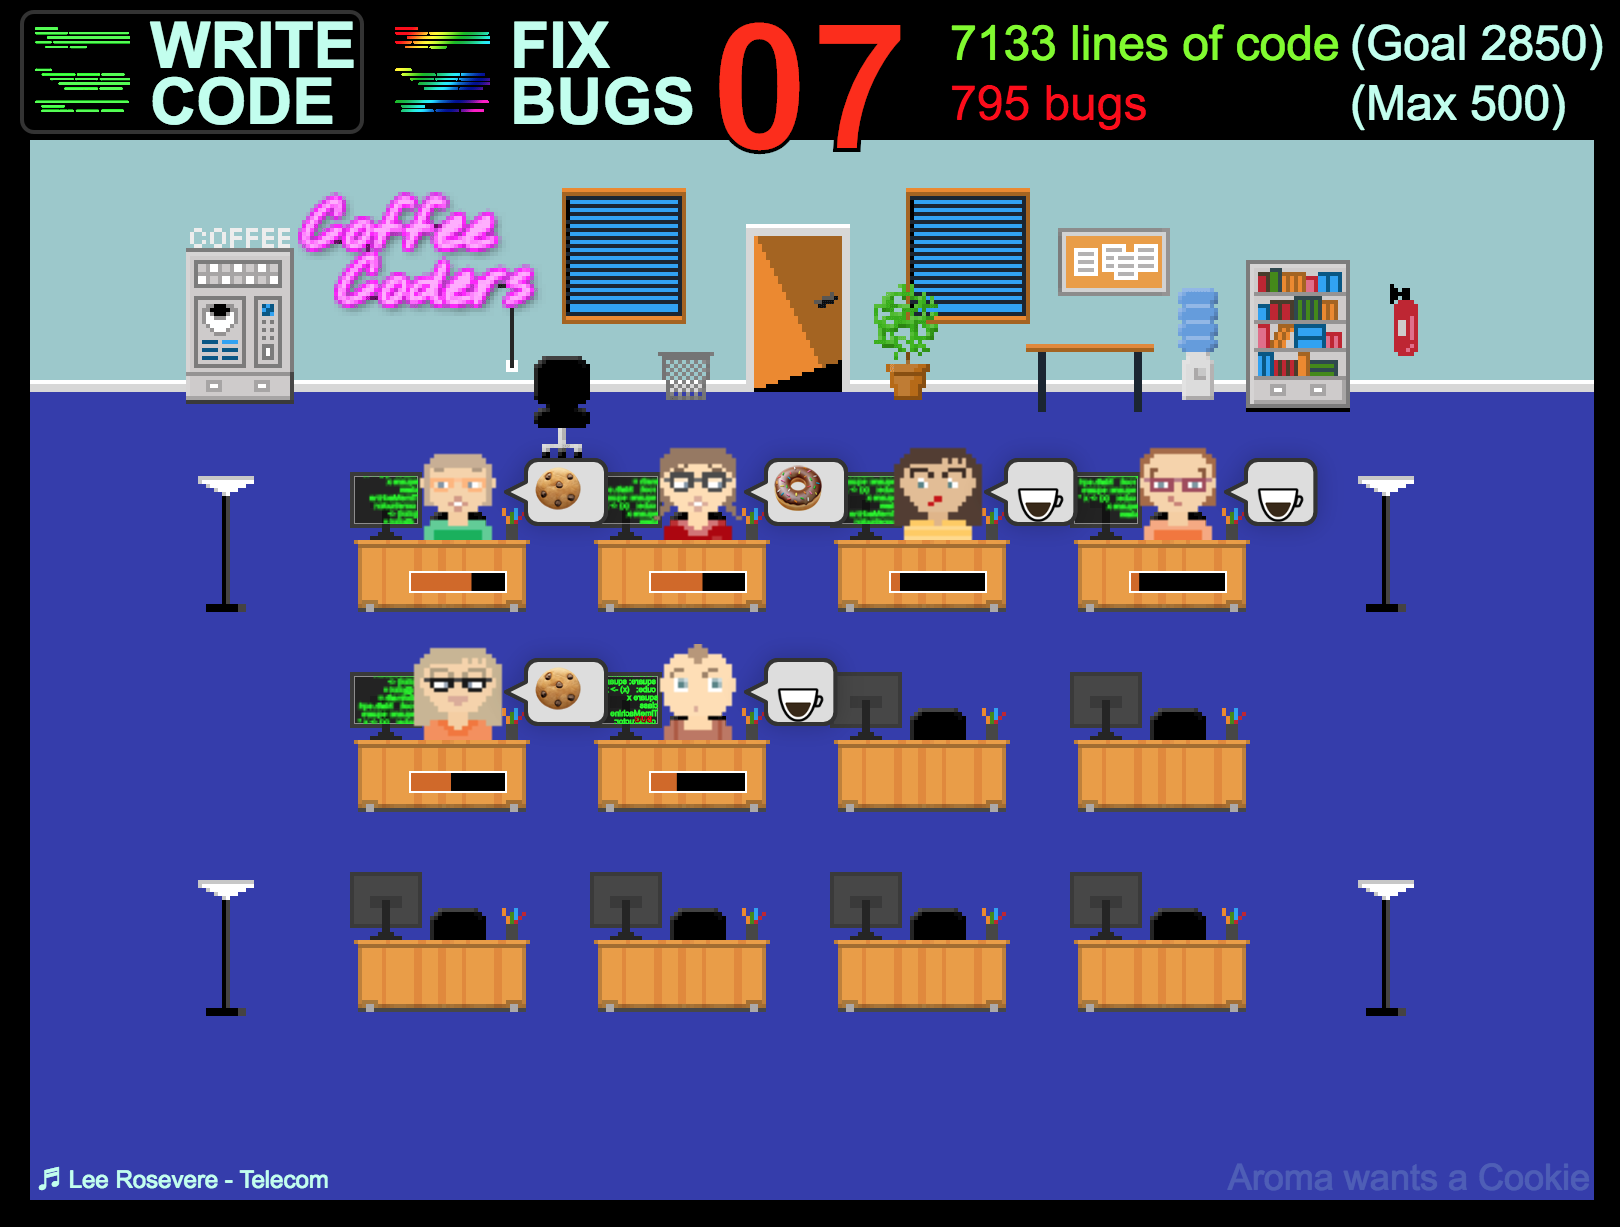 WRITE
CODE
FIX
BUGS
07
7133 lines of code (Goal 2850)
795 bugs (Max 500)
COFFEE
Coffee
Coders
Lee Rosevere - Telecom
Aroma wants a Cookie